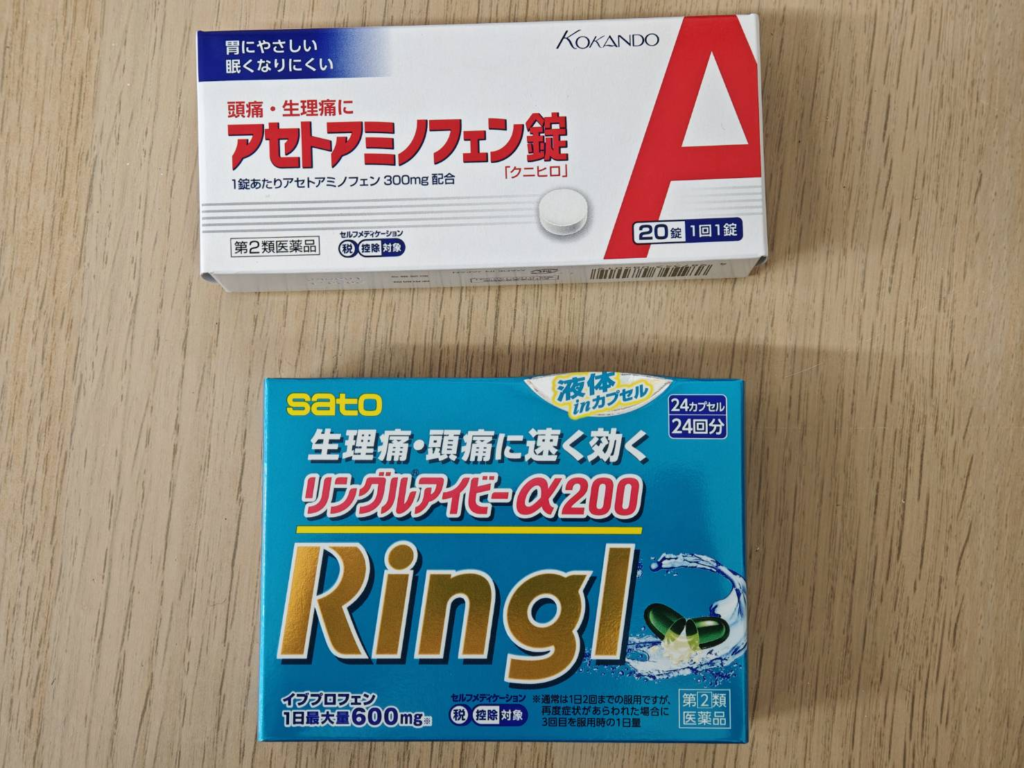 胃にやさしい
眠くなりにくい
KOKANDO
頭痛・生理痛に
アセトアミノフェン錠
「クニヒロ」
1錠あたりアセトアミノフェン 300mg 配合
A
20錠 1回1錠
第2類医薬品
セルフメディケーション
税 控除 対象
sato
液体
inカプセル
24カプセル
24回分
生理痛・頭痛に速く効く
リングルアイビーα200
Ringl
イブプロフェン
1日最大量600mg※
セルフメディケーション
税 控除 対象
※通常は1日2回までの服用ですが、
再度症状があらわれた場合に
3回目を服用時の1日量
第②類
医薬品